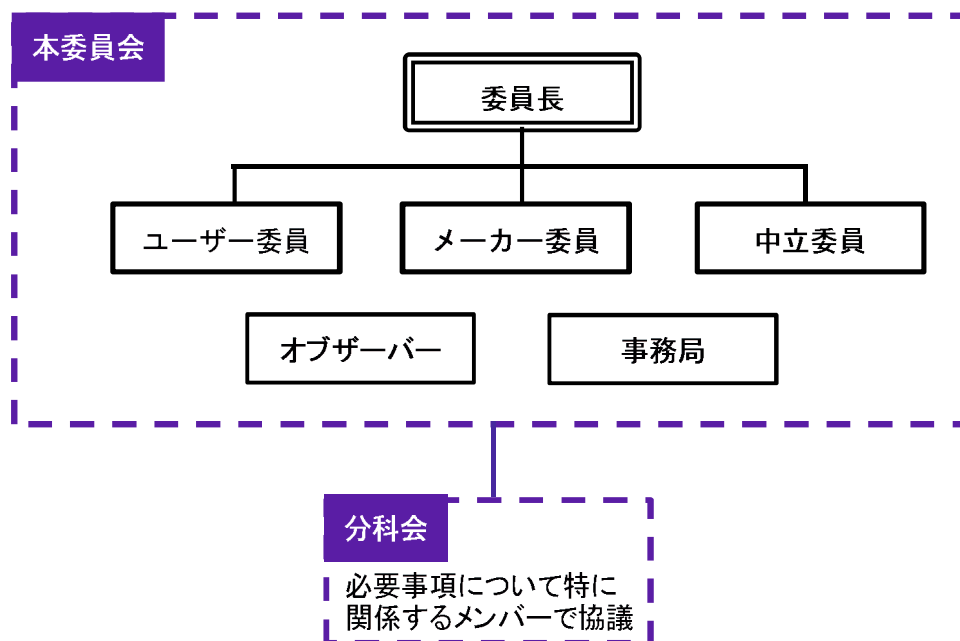 本委員会
委員長
ユーザー委員
メーカー委員
中立委員
オブザーバー
事務局
分科会
必要事項について特に
関係するメンバーで協議